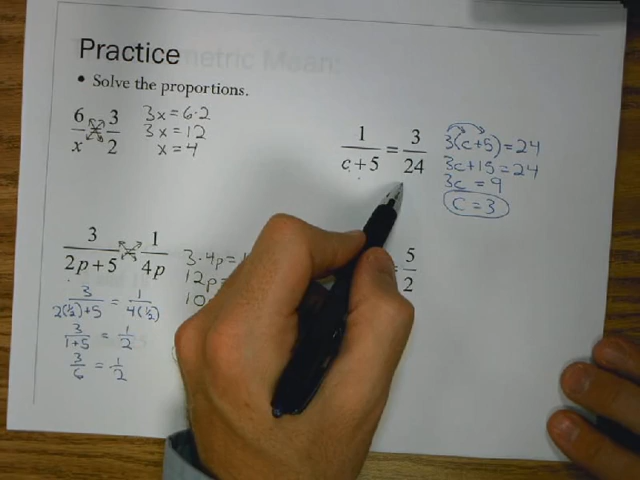 Practice
• Solve the proportions.
6/x = 3/2
3x = 6·2
3x = 12
x = 4
1/(c + 5) = 3/24
3(c+5) = 24
3c+15 = 24
3c = 9
c = 3
3/(2p + 5) = 1/(4p)
3·4p =
12p
10
3/(2(1/2)+5) = 1/(4(1/2))
3/(1+5) = 1/2
3/6 = 1/2
= 5/2